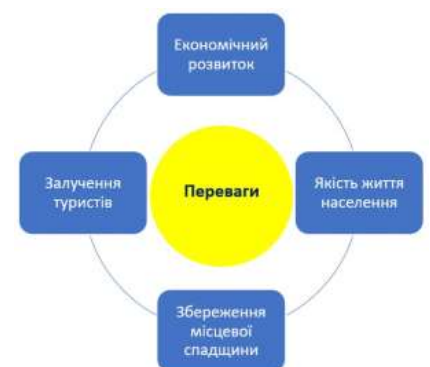 Економічний
розвиток
Залучення
туристів
Переваги
Якість життя
населення
Збереження
місцевої
спадщини